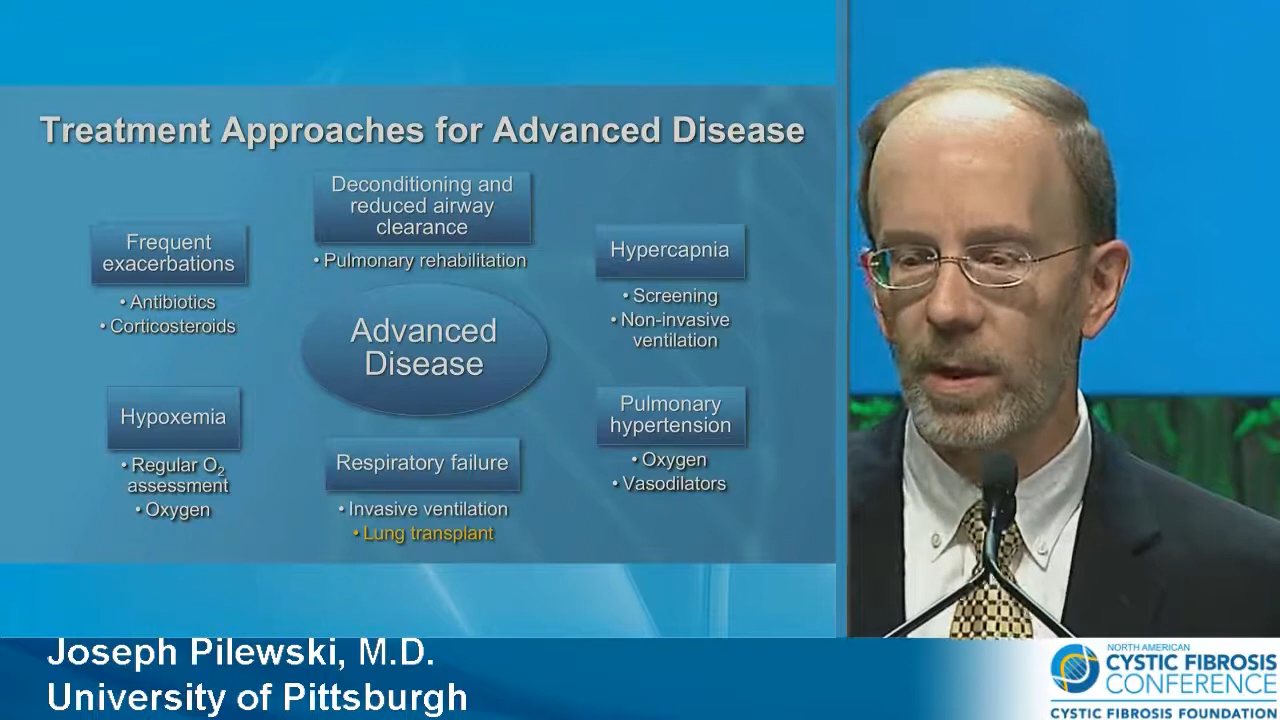 Treatment Approaches for Advanced Disease
Deconditioning and
reduced airway
clearance
• Pulmonary rehabilitation
Frequent
exacerbations
• Antibiotics
• Corticosteroids
Hypercapnia
• Screening
• Non-invasive
ventilation
Advanced
Disease
Hypoxemia
• Regular O₂
assessment
• Oxygen
Respiratory failure
• Invasive ventilation
• Lung transplant
Pulmonary
hypertension
• Oxygen
• Vasodilators
Joseph Pilewski, M.D.
University of Pittsburgh
NORTH AMERICAN
CYSTIC FIBROSIS
CONFERENCE
CYSTIC FIBROSIS FOUNDATION